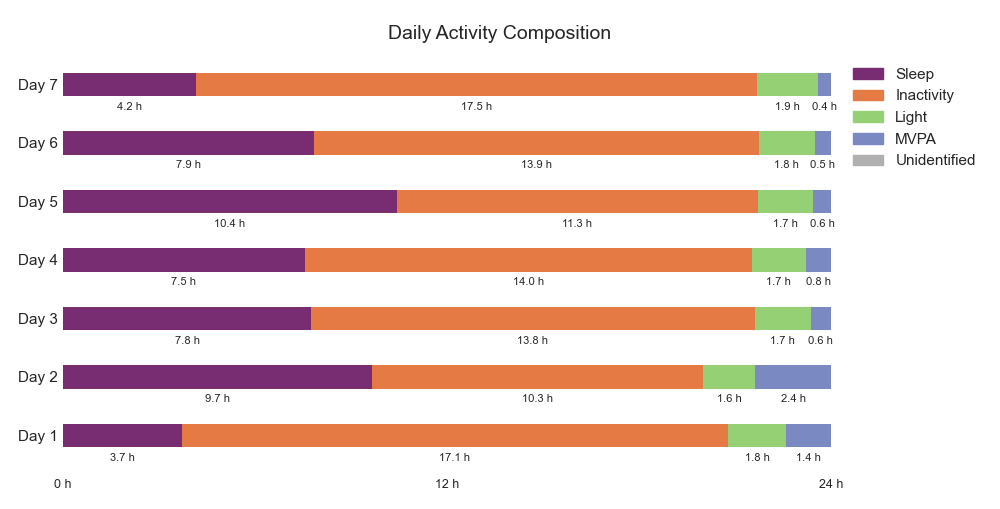 Daily Activity Composition
Sleep
Inactivity
Light
MVPA
Unidentified
Day 7
4.2 h 17.5 h 1.9 h 0.4 h
Day 6
7.9 h 13.9 h 1.8 h 0.5 h
Day 5
10.4 h 11.3 h 1.7 h 0.6 h
Day 4
7.5 h 14.0 h 1.7 h 0.8 h
Day 3
7.8 h 13.8 h 1.7 h 0.6 h
Day 2
9.7 h 10.3 h 1.6 h 2.4 h
Day 1
3.7 h 17.1 h 1.8 h 1.4 h
0 h 12 h 24 h